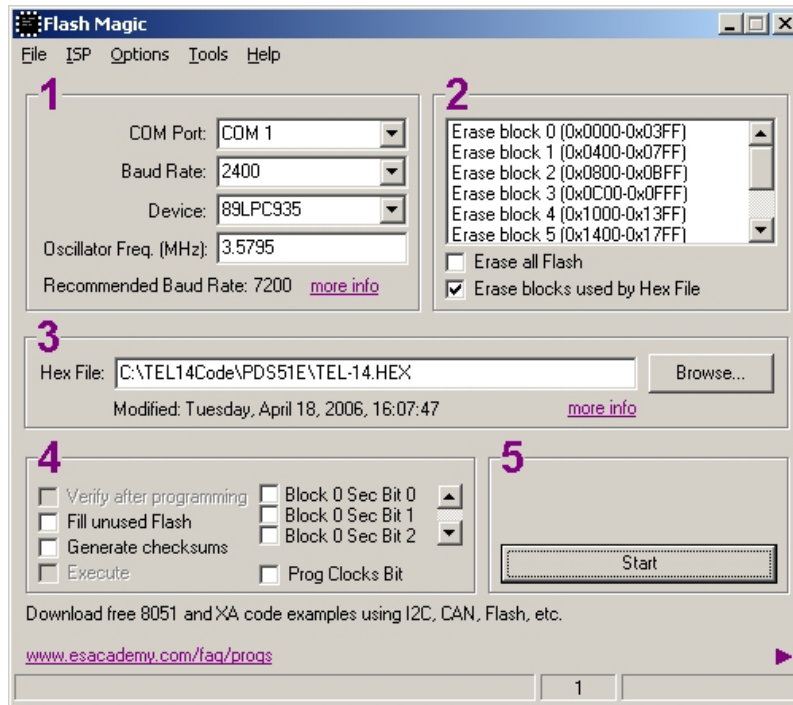 Flash Magic
File ISP Options Tools Help
1
COM Port: COM 1
Baud Rate: 2400
Device: 89LPC935
Oscillator Freq. (MHz): 3.5795
Recommended Baud Rate: 7200 more info
2
Erase block 0 (0x0000-0x03FF)
Erase block 1 (0x0400-0x07FF)
Erase block 2 (0x0800-0x0BFF)
Erase block 3 (0x0C00-0x0FFF)
Erase block 4 (0x1000-0x13FF)
Erase block 5 (0x1400-0x17FF)
Erase all Flash
Erase blocks used by Hex File
3
Hex File: C:\TEL14Code\PDS51E\TEL-14.HEX Browse...
Modified: Tuesday, April 18, 2006, 16:07:47 more info
4
Verify after programming
Fill unused Flash
Generate checksums
Execute
Block 0 Sec Bit 0
Block 0 Sec Bit 1
Block 0 Sec Bit 2
Prog Clocks Bit
5
Start
Download free 8051 and XA code examples using I2C, CAN, Flash, etc.
www.esacademy.com/faq/progs
1